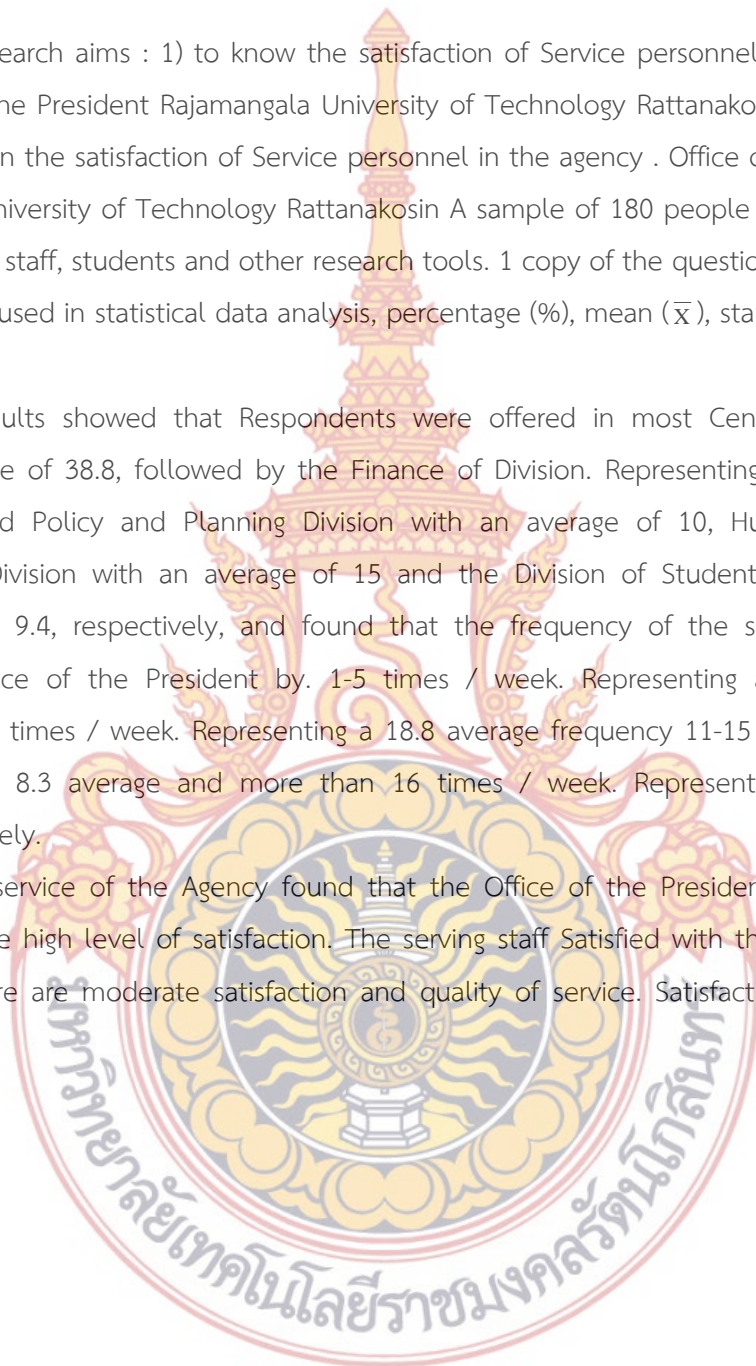 search aims : 1) to know the satisfaction of Service personnel
he President Rajamangala University of Technology Rattanako
n the satisfaction of Service personnel in the agency . Office o
niversity of Technology Rattanakosin A sample of 180 people
staff, students and other research tools. 1 copy of the questio
used in statistical data analysis, percentage (%), mean (x̄), sta
ults showed that Respondents were offered in most Cen
e of 38.8, followed by the Finance of Division. Representing
d Policy and Planning Division with an average of 10, Hu
Division with an average of 15 and the Division of Student
9.4, respectively, and found that the frequency of the s
ce of the President by. 1-5 times / week. Representing a
times / week. Representing a 18.8 average frequency 11-15
8.3 average and more than 16 times / week. Represent
ely.
service of the Agency found that the Office of the Presiden
e high level of satisfaction. The serving staff Satisfied with th
re are moderate satisfaction and quality of service. Satisfact
มหาวิทยาลัยเทคโนโลยีราชมงคลรัตนโกสินทร์